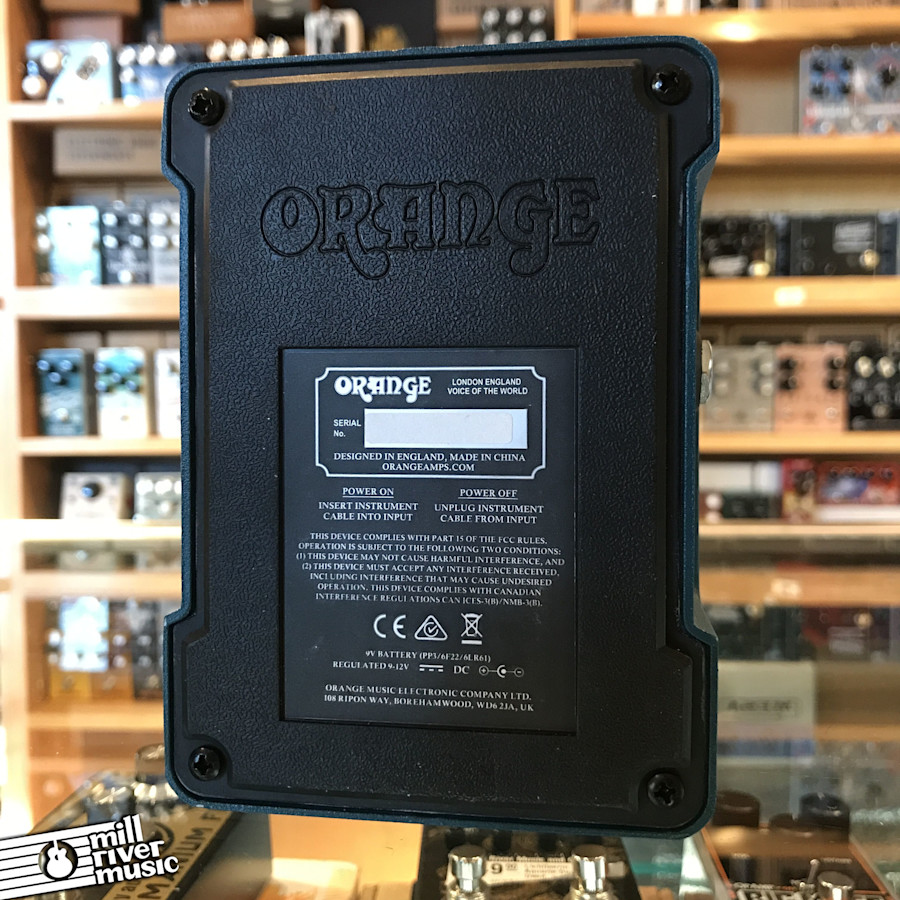 ORANGE
ORANGE
LONDON ENGLAND
VOICE OF THE WORLD
SERIAL
No.
DESIGNED IN ENGLAND, MADE IN CHINA
ORANGEAMPS.COM
POWER ON
INSERT INSTRUMENT
CABLE INTO INPUT
POWER OFF
UNPLUG INSTRUMENT
CABLE FROM INPUT
THIS DEVICE COMPLIES WITH PART 15 OF THE FCC RULES.
OPERATION IS SUBJECT TO THE FOLLOWING TWO CONDITIONS:
(1) THIS DEVICE MAY NOT CAUSE HARMFUL INTERFERENCE, AND
(2) THIS DEVICE MUST ACCEPT ANY INTERFERENCE RECEIVED,
INCLUDING INTERFERENCE THAT MAY CAUSE UNDESIRED
OPERATION. THIS DEVICE COMPLIES WITH CANADIAN
INTERFERENCE REGULATIONS CAN ICES-3(B)/NMB-3(B).
CE
9V BATTERY (PP3/6F22/6LR61)
REGULATED 9-12V DC
ORANGE MUSIC ELECTRONIC COMPANY LTD.
108 RIPON WAY, BOREHAMWOOD, WD6 2JA, UK
mill
river
music